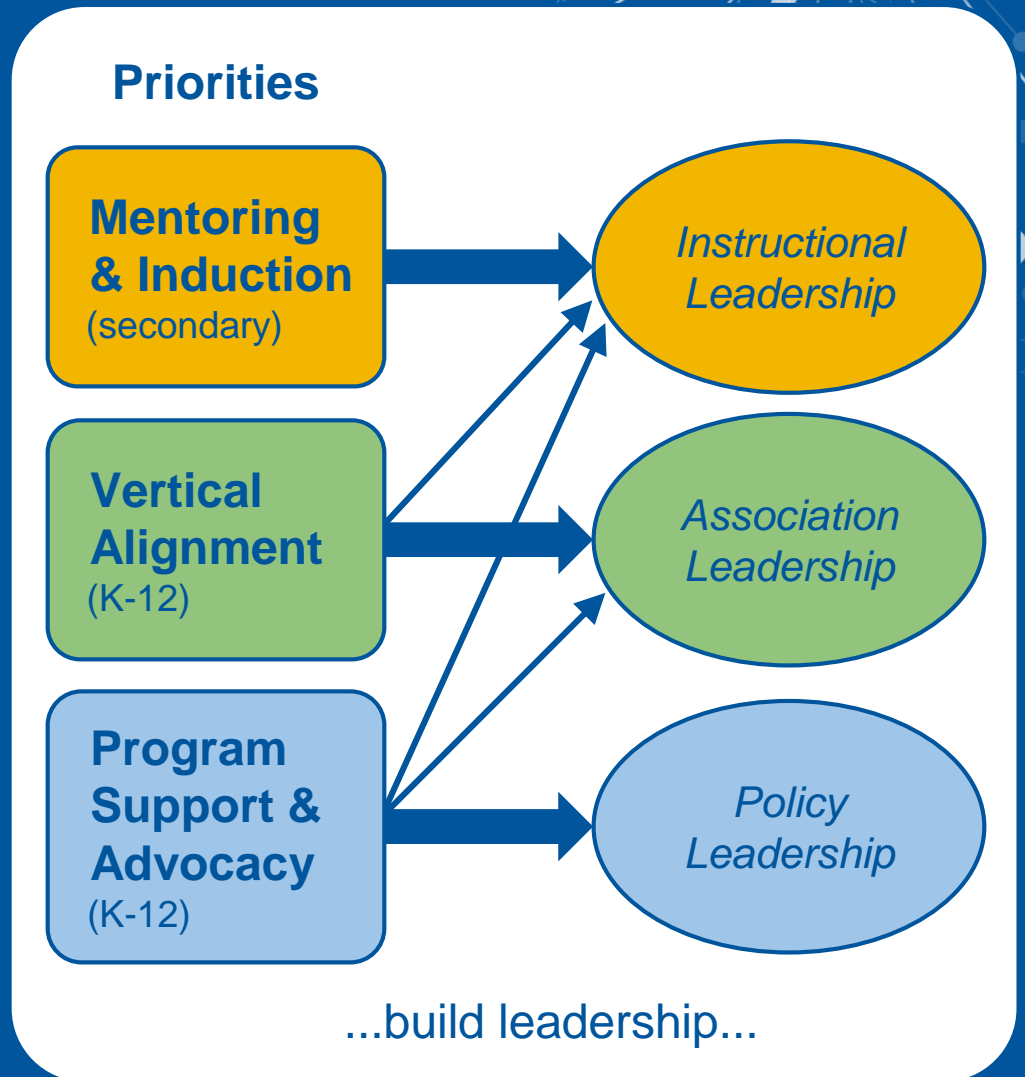 Priorities
Mentoring
& Induction
(secondary)
Instructional
Leadership
Vertical
Alignment
(K-12)
Association
Leadership
Program
Support &
Advocacy
(K-12)
Policy
Leadership
...build leadership...